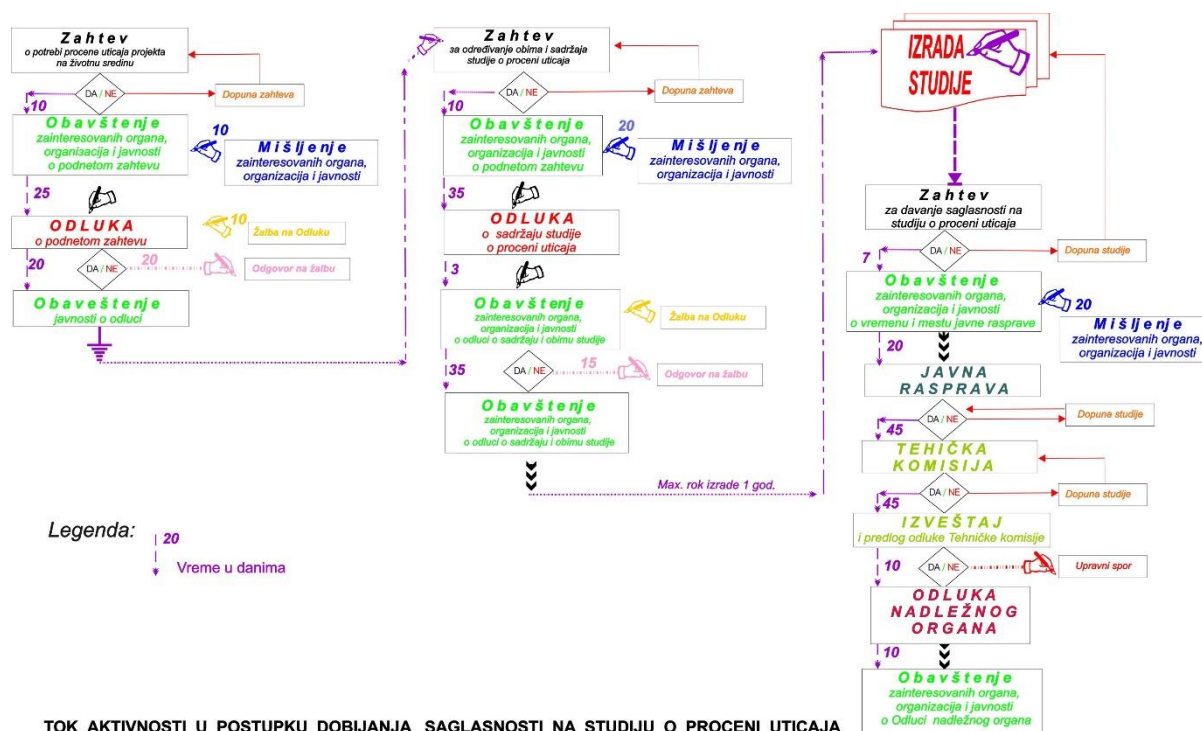 Zahtev
o potrebi procene uticaja projekta
na životnu sredinu
DA / NE
Dopuna zahteva
10
Obavštenje
zainteresovanih organa,
organisacija i javnosti
o podnetom zahtevu
10
Mišljenje
zainteresovanih organa,
organizacija i javnosti
25
ODLUKA
o podnetom zahtevu
10
Žalba na Odluku
20
DA / NE
20
Odgovor na žalbu
Obaveštenje
javnosti o odluci
Zahtev
za određivanje obima i sadržaja
studije o proceni uticaja
DA / NE
Dopuna zahteva
10
Obavštenje
zainteresovanih organa,
organizacija i javnosti
o podnetom zahtevu
20
Mišljenje
zainteresovanih organa,
organizacija i javnosti
35
ODLUKA
o sadržaju studije
o proceni uticaja
3
Obavštenje
zainteresovanih organa,
organizacija i javnosti
o odluci o sadržaju i obimu studije
Žalba na Odluku
35
DA / NE
15
Odgovor na žalbu
Obavštenje
zainteresovanih organa,
organizacija i javnosti
o odluci o sadržaju i obimu studije
Max. rok izrade 1 god.
IZRADA
STUDIJE
Zahtev
za davanje saglasnosti na
studiju o proceni uticaja
DA / NE
Dopuna studije
7
Obavštenje
zainteresovanih organa,
organizacija i javnosti
o vremenu i mestu javne rasprave
20
Mišljenje
zainteresovanih organa,
organizacija i javnosti
20
JAVNA
RASPRAVA
DA / NE
Dopuna studije
45
TEHIČKA
KOMISIJA
DA / NE
Dopuna studije
45
IZVEŠTAJ
i predlog odluke Tehničke komisije
10
DA / NE
Upravni spor
ODLUKA
NADLEŽNOG
ORGANA
10
Obavštenje
zainteresovanih organa,
organizacija i javnosti
o Odluci nadležnog organa
Legenda:
20
Vreme u danima
TOK AKTIVNOSTI U POSTUPKU DOBIJANJA SAGLASNOSTI NA STUDIJU O PROCENI UTICAJA